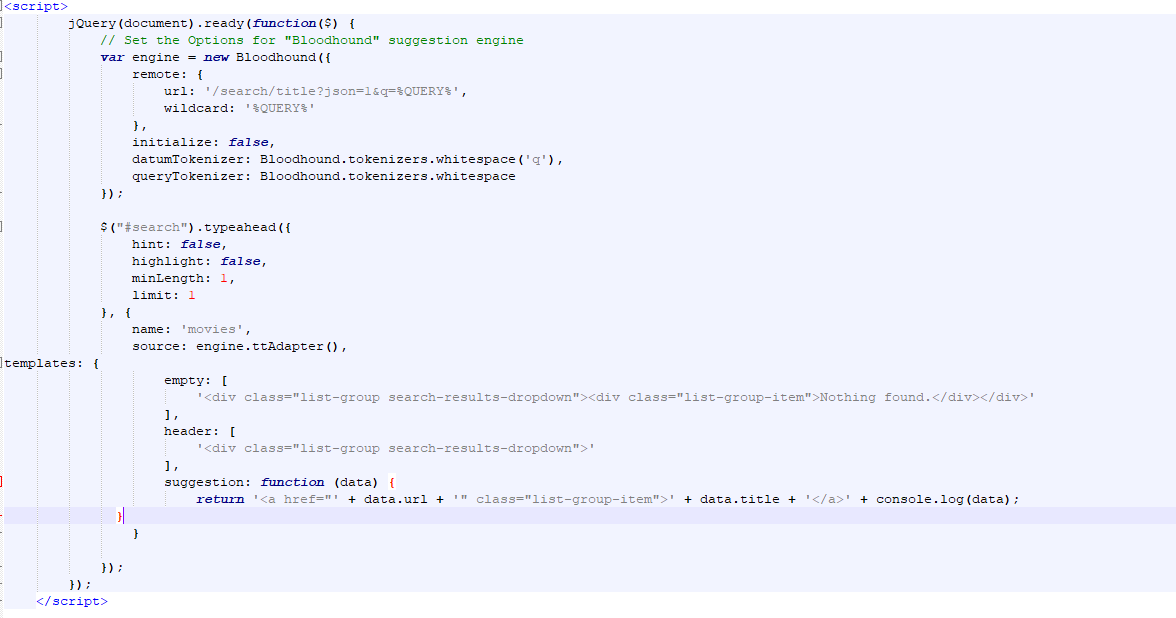 <script>
jQuery(document).ready(function($) {
// Set the Options for "Bloodhound" suggestion engine
var engine = new Bloodhound({
remote: {
url: '/search/title?json=1&q=%QUERY%',
wildcard: '%QUERY%'
},
initialize: false,
datumTokenizer: Bloodhound.tokenizers.whitespace('q'),
queryTokenizer: Bloodhound.tokenizers.whitespace
});
$("#search").typeahead({
hint: false,
highlight: false,
minLength: 1,
limit: 1
}, {
name: 'movies',
source: engine.ttAdapter(),
templates: {
empty: [
'<div class="list-group search-results-dropdown"><div class="list-group-item">Nothing found.</div></div>'
],
header: [
'<div class="list-group search-results-dropdown">'
],
suggestion: function (data) {
return '<a href="' + data.url + '" class="list-group-item">' + data.title + '</a>' + console.log(data);
}
}
});
});
</script>